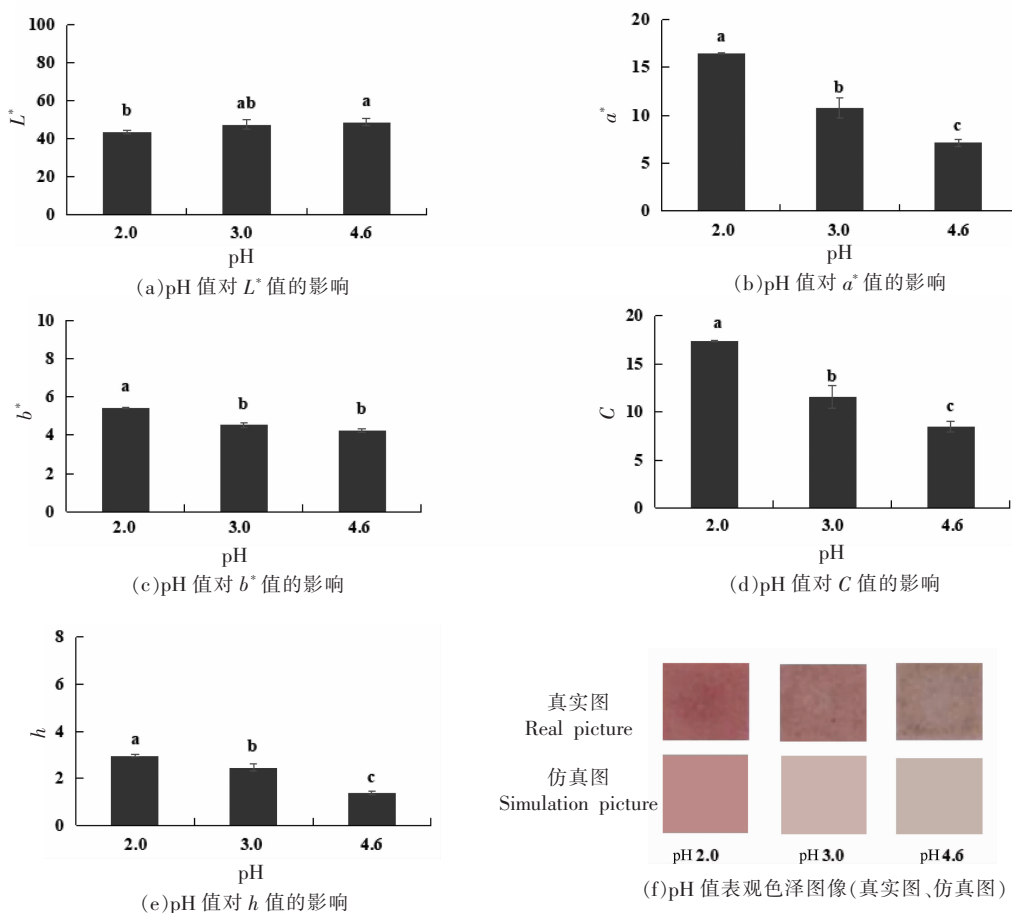 100
80
60
40
20
0
L*
b
ab
a
2.0 3.0 4.6
pH
(a)pH 值对 L* 值的影响
20
15
10
5
0
a*
a
b
c
2.0 3.0 4.6
pH
(b)pH 值对 a* 值的影响
10
8
6
4
2
0
b*
a
b
b
2.0 3.0 4.6
pH
(c)pH 值对 b* 值的影响
20
15
10
5
0
C
a
b
c
2.0 3.0 4.6
pH
(d)pH 值对 C 值的影响
8
6
4
2
0
h
a
b
c
2.0 3.0 4.6
pH
(e)pH 值对 h 值的影响
真实图
Real picture
仿真图
Simulation picture
pH 2.0 pH 3.0 pH 4.6
(f)pH 值表观色泽图像(真实图、仿真图)